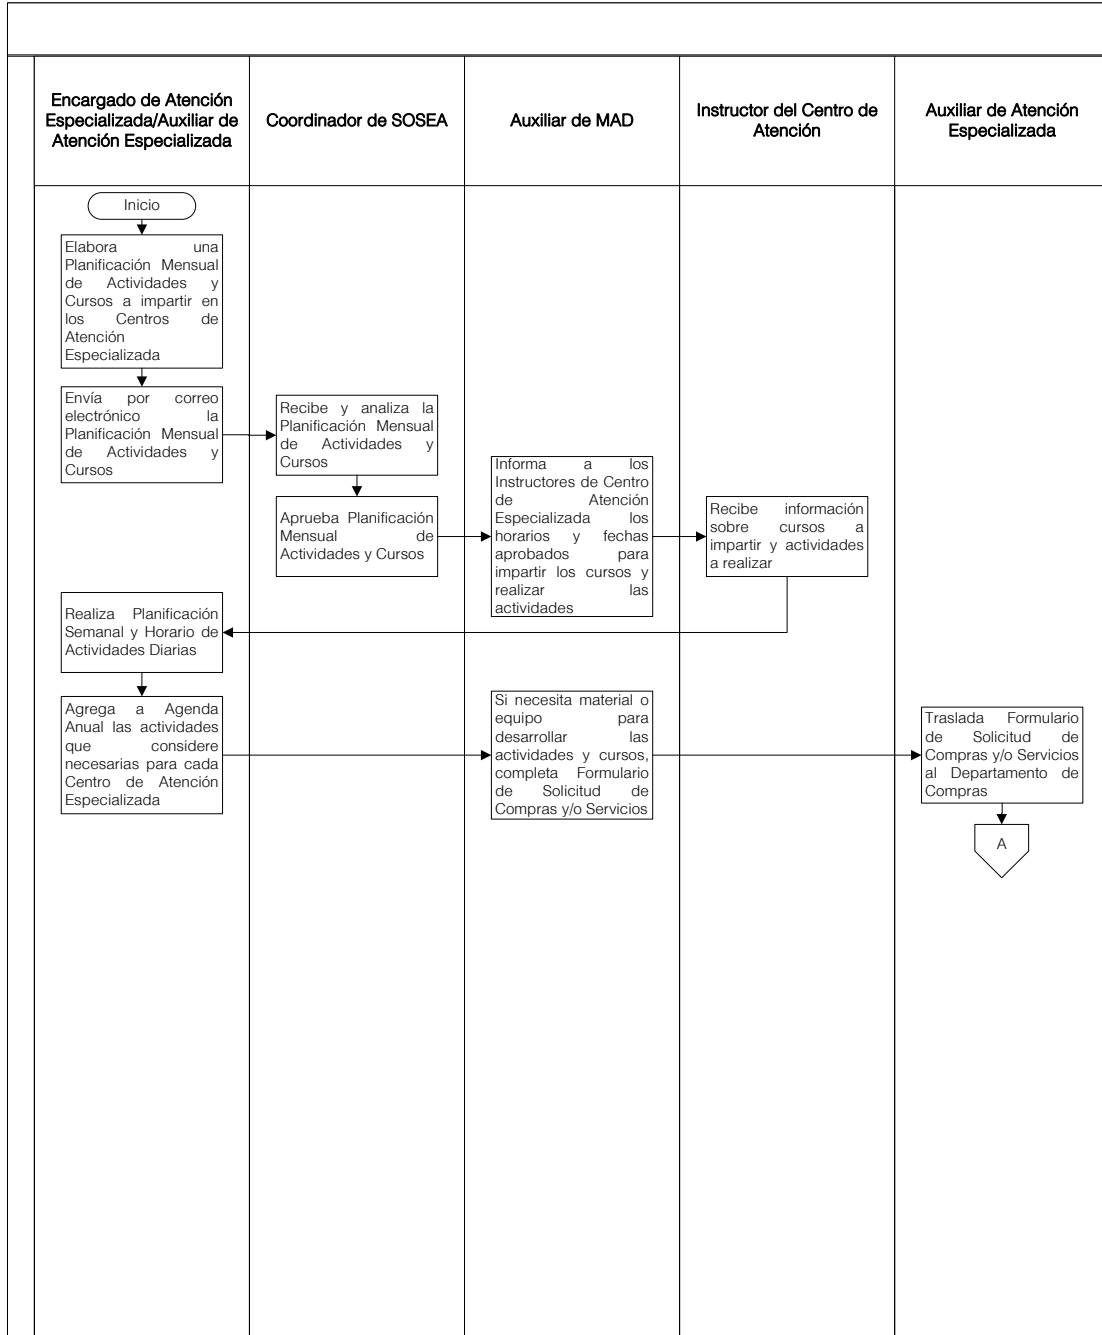 Encargado de Atención
Especializada/Auxiliar de
Atención Especializada
Coordinador de SOSEA
Auxiliar de MAD
Instructor del Centro de
Atención
Auxiliar de Atención
Especializada
Inicio
Elabora una
Planificación Mensual
de Actividades y
Cursos a impartir en
los Centros de
Atención
Especializada
Envía por correo
electrónico la
Planificación Mensual
de Actividades y
Cursos
Recibe y analiza la
Planificación Mensual
de Actividades y
Cursos
Aprueba Planificación
Mensual de
Actividades y Cursos
Informa a los
Instructores de Centro
de Atención
Especializada los
horarios y fechas
aprobados para
impartir los cursos y
realizar las
actividades
Recibe información
sobre cursos a
impartir y actividades
a realizar
Realiza Planificación
Semanal y Horario de
Actividades Diarias
Agrega a Agenda
Anual las actividades
que considere
necesarias para cada
Centro de Atención
Especializada
Si necesita material o
equipo para
desarrollar las
actividades y cursos,
completa Formulario
de Solicitud de
Compras y/o Servicios
Traslada Formulario
de Solicitud de
Compras y/o Servicios
al Departamento de
Compras
A